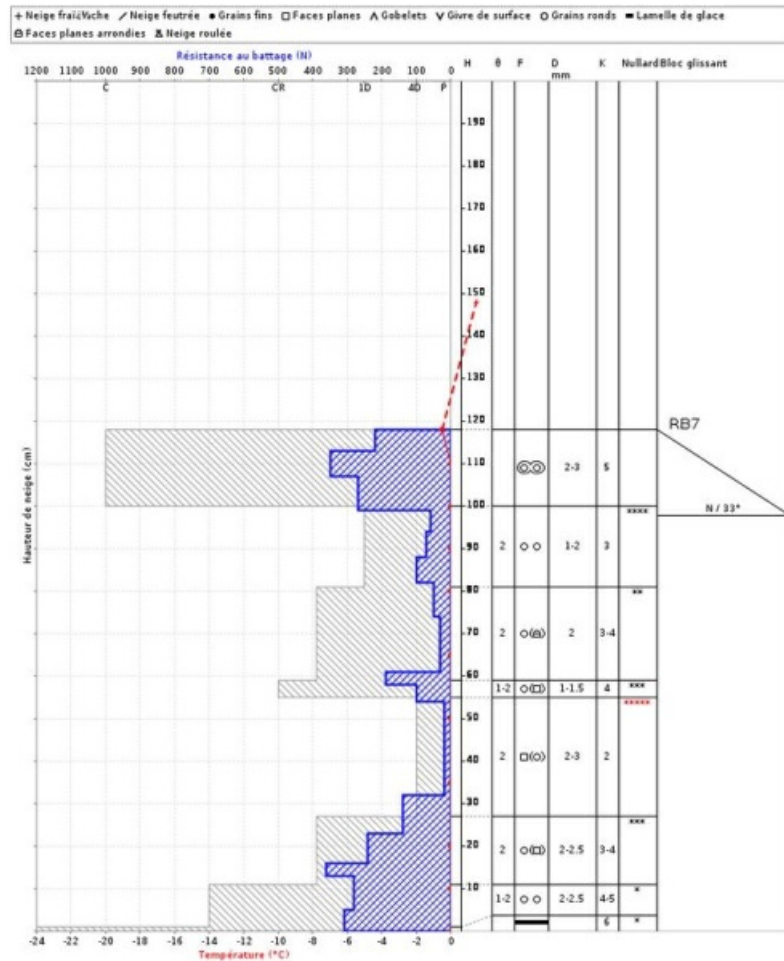 + Neige fraiï¿½che / Neige feutrée ● Grains fins □ Faces planes ∧ Gobelets V Givre de surface ○ Grains ronds ▬ Lamelle de glace
Faces planes arrondies Neige roulée
Résistance au battage (N)
1200 1100 1000 900 800 700 600 500 400 300 200 100 0 H θ F D K Nullard Bloc glissant
mm
C CR 1D 4D P
190
180
170
160
150
140
130
120
RB7
110 2-3 5
100 ****
N / 33°
90 2 ○ ○ 1-2 3
80 **
70 2 2 3-4
60
1-2 ○(□) 1-1.5 4 ***
50 *****
40 2 □(○) 2-3 2
30
***
20 2 2-2.5 3-4
10 *
1-2 ○ ○ 2-2.5 4-5
6 *
-24 -22 -20 -18 -16 -14 -12 -10 -8 -6 -4 -2 0
Température (°C)
Hauteur de neige (cm)